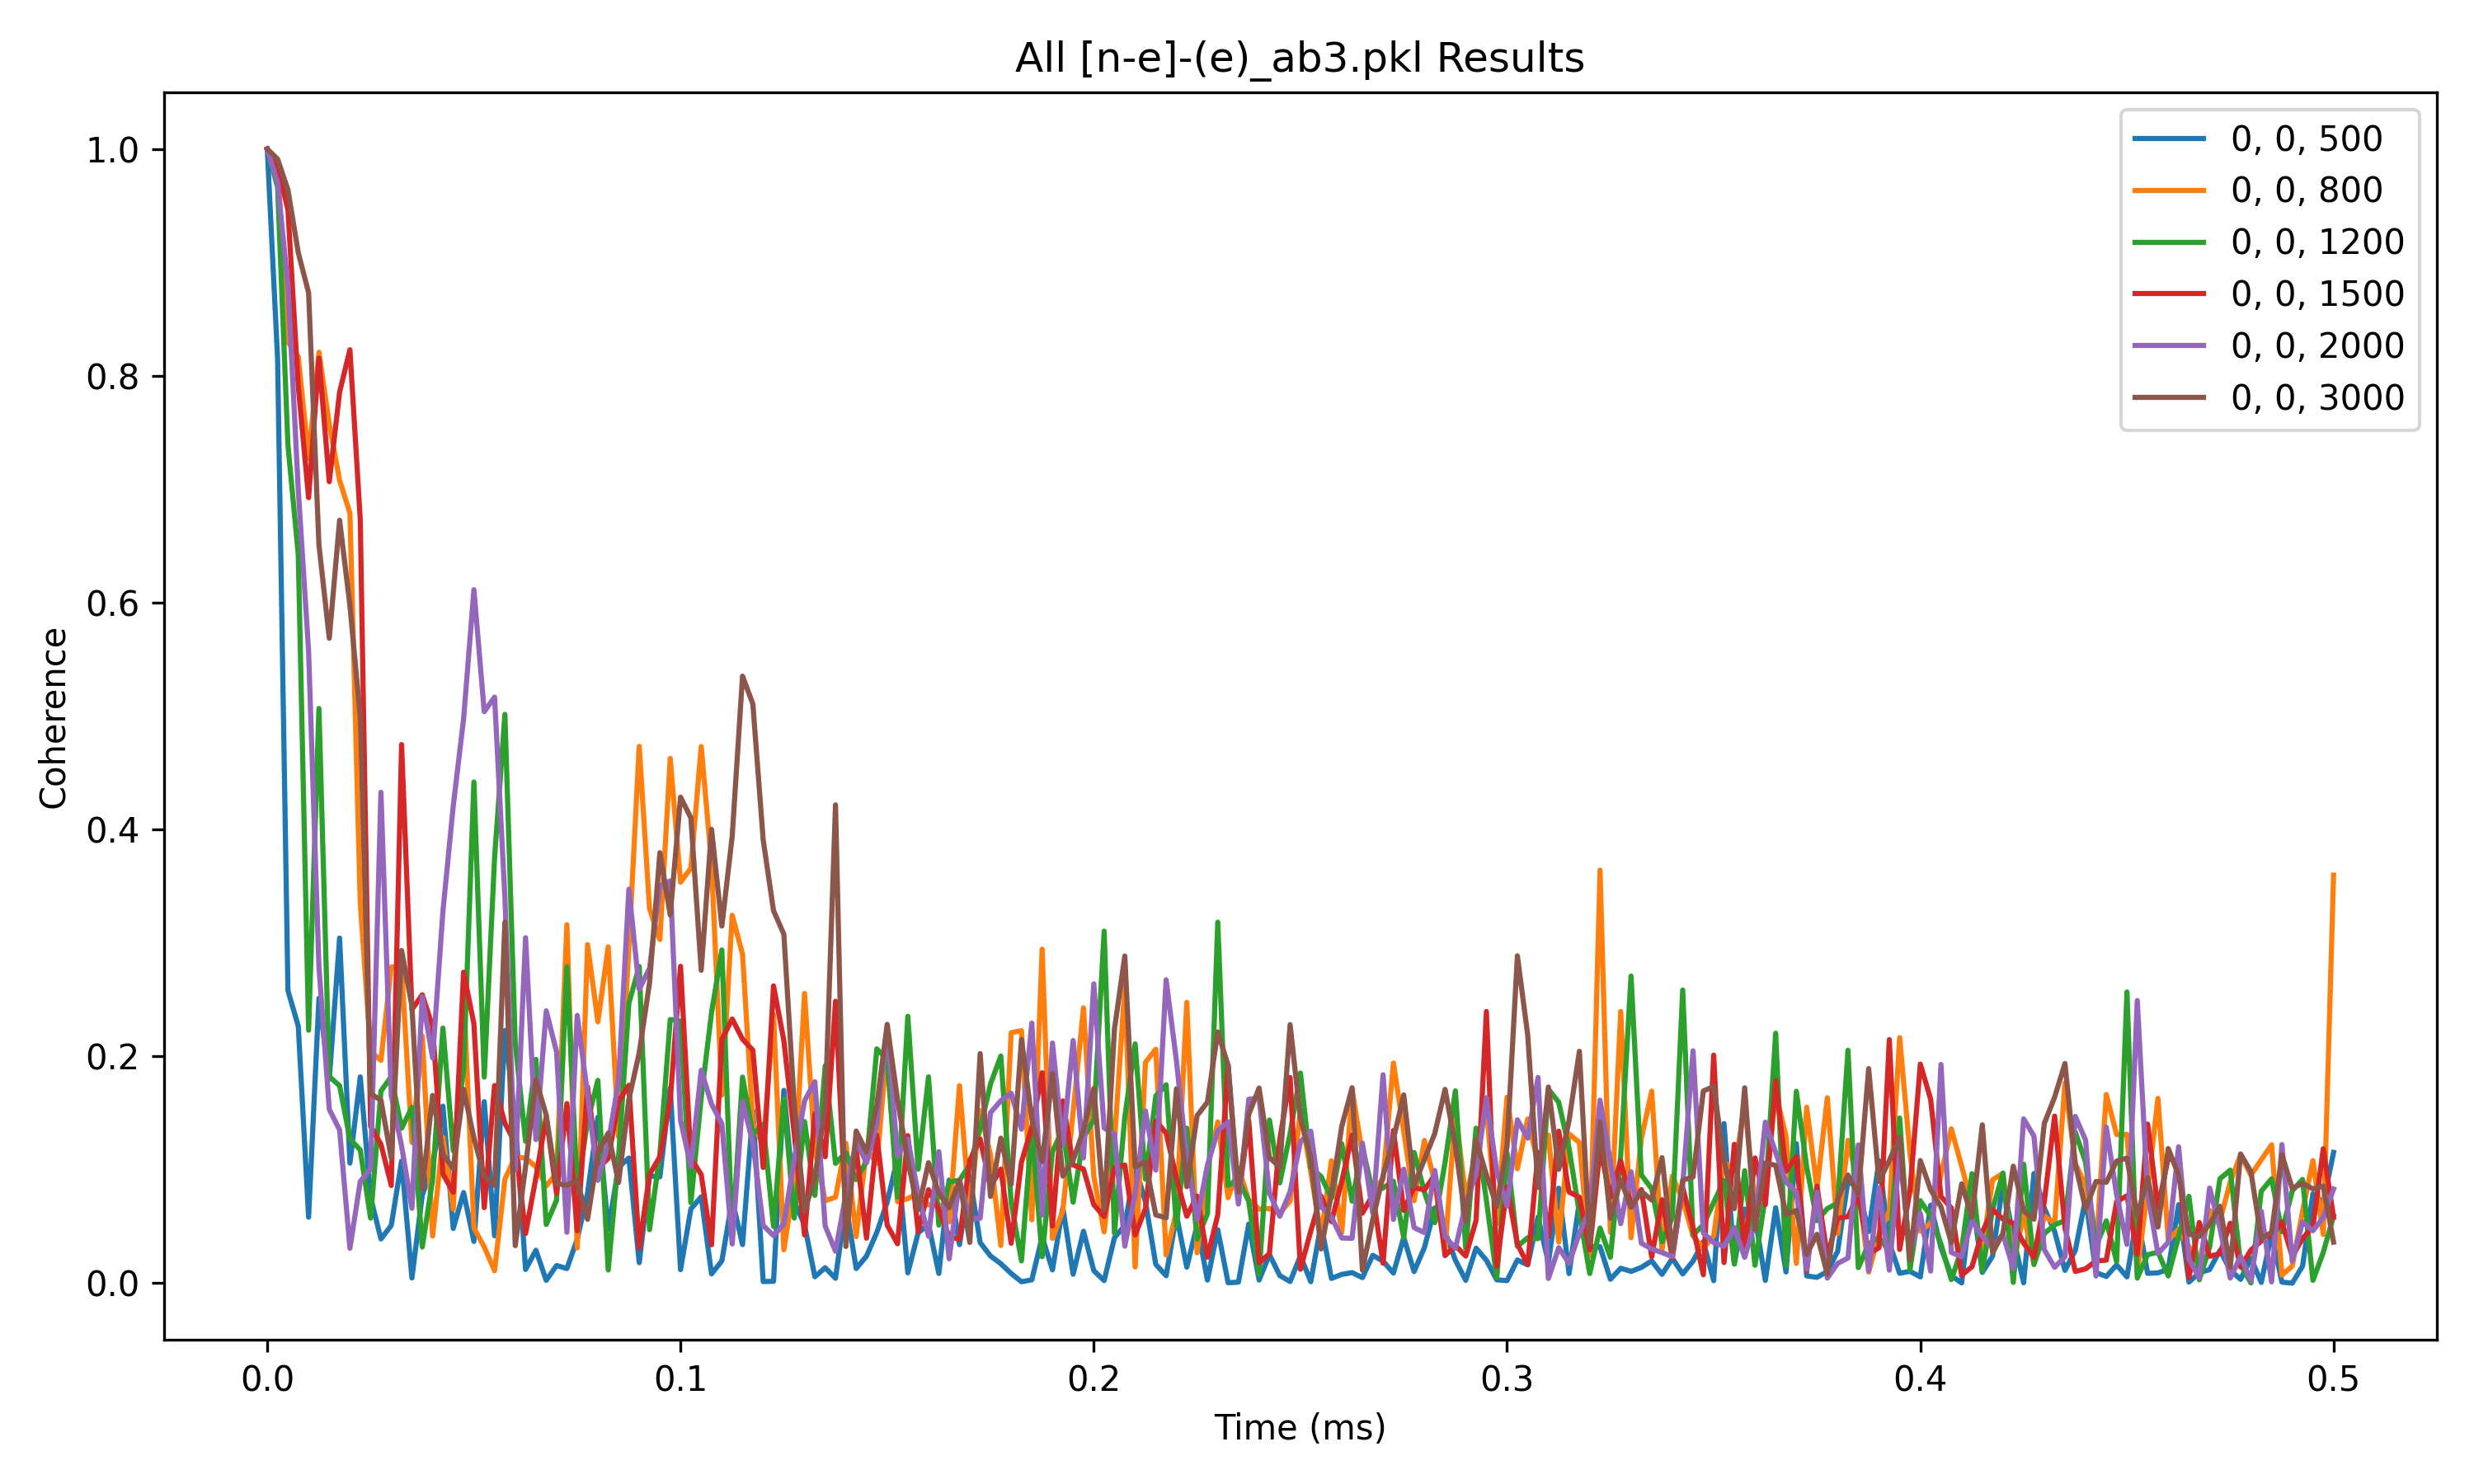 All [n-e]-(e)_ab3.pkl Results
0, 0, 500
0, 0, 800
0, 0, 1200
0, 0, 1500
0, 0, 2000
0, 0, 3000
1.0
0.8
0.6
0.4
0.2
0.0
Coherence
0.0 0.1 0.2 0.3 0.4 0.5
Time (ms)